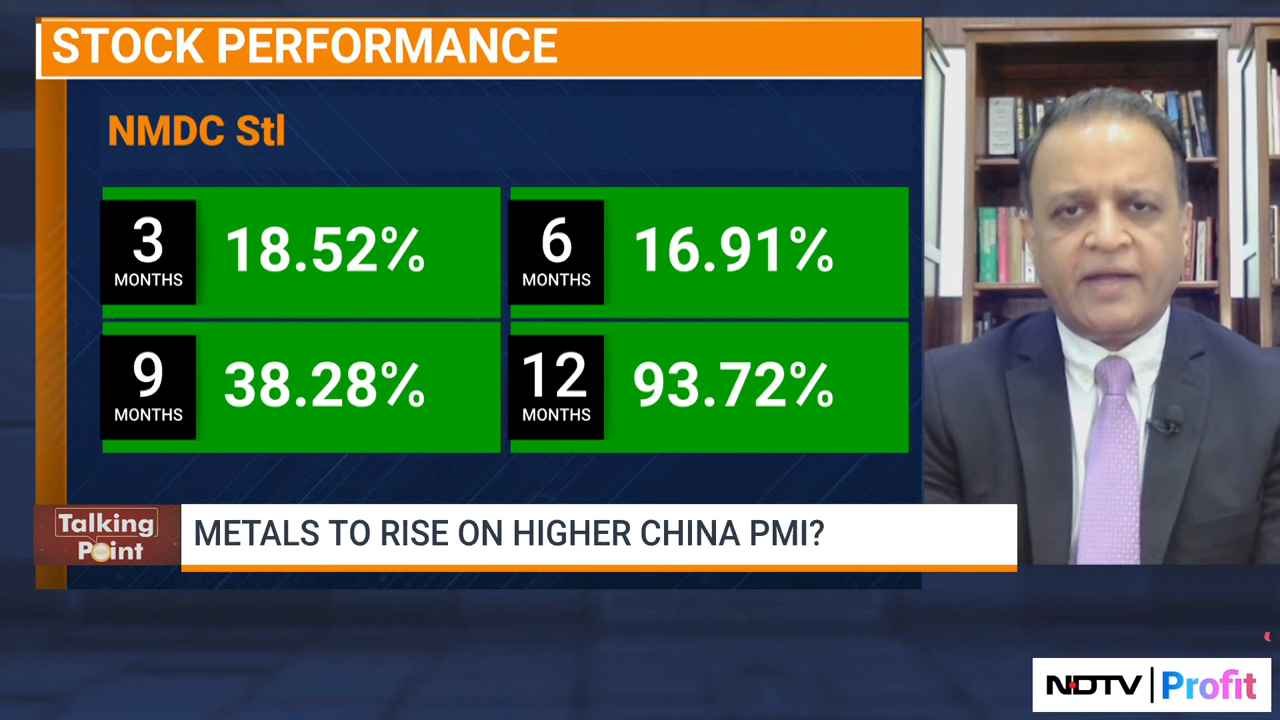 STOCK PERFORMANCE
NMDC Stl
3
MONTHS
18.52%
6
MONTHS
16.91%
9
MONTHS
38.28%
12
MONTHS
93.72%
Talking
Point
METALS TO RISE ON HIGHER CHINA PMI?
NDTV Profit